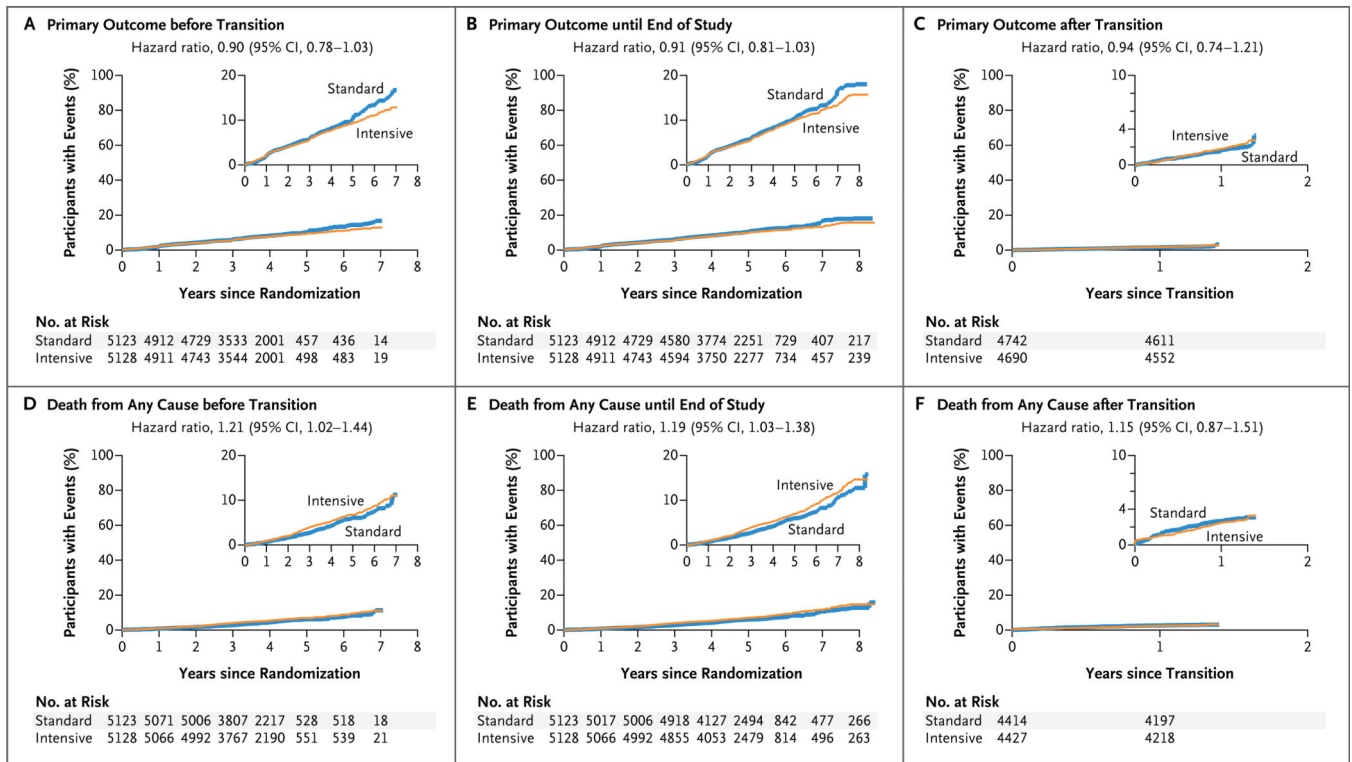 A Primary Outcome before Transition
Hazard ratio, 0.90 (95% CI, 0.78–1.03)
Participants with Events (%)
100
80
60
40
20
0
0 1 2 3 4 5 6 7 8
20
10
0
0 1 2 3 4 5 6 7 8
Standard
Intensive
Years since Randomization
No. at Risk
Standard 5123 4912 4729 3533 2001 457 436 14
Intensive 5128 4911 4743 3544 2001 498 483 19
B Primary Outcome until End of Study
Hazard ratio, 0.91 (95% CI, 0.81–1.03)
Participants with Events (%)
100
80
60
40
20
0
0 1 2 3 4 5 6 7 8
20
10
0
0 1 2 3 4 5 6 7 8
Standard
Intensive
Years since Randomization
No. at Risk
Standard 5123 4912 4729 4580 3774 2251 729 407 217
Intensive 5128 4911 4743 4594 3750 2277 734 457 239
C Primary Outcome after Transition
Hazard ratio, 0.94 (95% CI, 0.74–1.21)
Participants with Events (%)
100
80
60
40
20
0
0 1 2
10
4
0
0 1 2
Intensive
Standard
Years since Transition
No. at Risk
Standard 4742 4611
Intensive 4690 4552
D Death from Any Cause before Transition
Hazard ratio, 1.21 (95% CI, 1.02–1.44)
Participants with Events (%)
100
80
60
40
20
0
0 1 2 3 4 5 6 7 8
20
10
0
0 1 2 3 4 5 6 7 8
Intensive
Standard
Years since Randomization
No. at Risk
Standard 5123 5071 5006 3807 2217 528 518 18
Intensive 5128 5066 4992 3767 2190 551 539 21
E Death from Any Cause until End of Study
Hazard ratio, 1.19 (95% CI, 1.03–1.38)
Participants with Events (%)
100
80
60
40
20
0
0 1 2 3 4 5 6 7 8
20
10
0
0 1 2 3 4 5 6 7 8
Intensive
Standard
Years since Randomization
No. at Risk
Standard 5123 5017 5006 4918 4127 2494 842 477 266
Intensive 5128 5066 4992 4855 4053 2479 814 496 263
F Death from Any Cause after Transition
Hazard ratio, 1.15 (95% CI, 0.87–1.51)
Participants with Events (%)
100
80
60
40
20
0
0 1 2
10
4
0
0 1 2
Standard
Intensive
Years since Transition
No. at Risk
Standard 4414 4197
Intensive 4427 4218